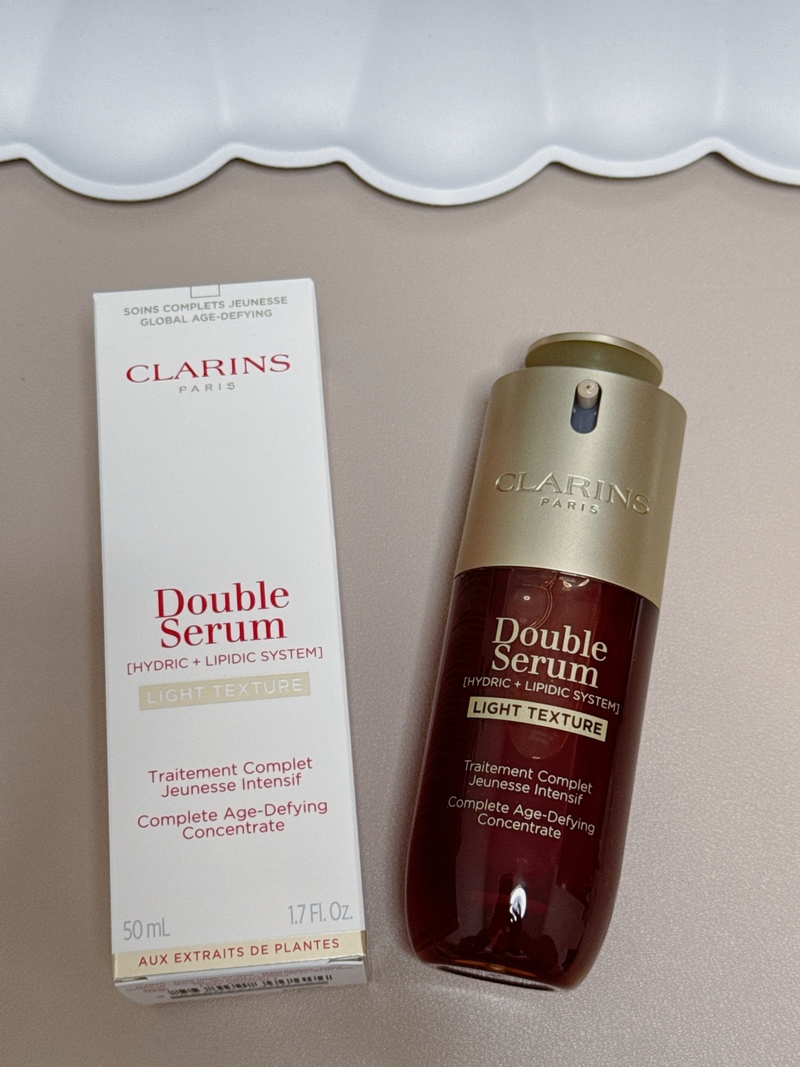 SOINS COMPLETS JEUNESSE
GLOBAL AGE-DEFYING
CLARINS
PARIS
Double
Serum
[HYDRIC + LIPIDIC SYSTEM]
LIGHT TEXTURE
Traitement Complet
Jeunesse Intensif
Complete Age-Defying
Concentrate
50 mL
1.7 Fl. Oz.
AUX EXTRAITS DE PLANTES
CLARINS
PARIS
Double
Serum
[HYDRIC + LIPIDIC SYSTEM]
LIGHT TEXTURE
Traitement Complet
Jeunesse Intensif
Complete Age-Defying
Concentrate